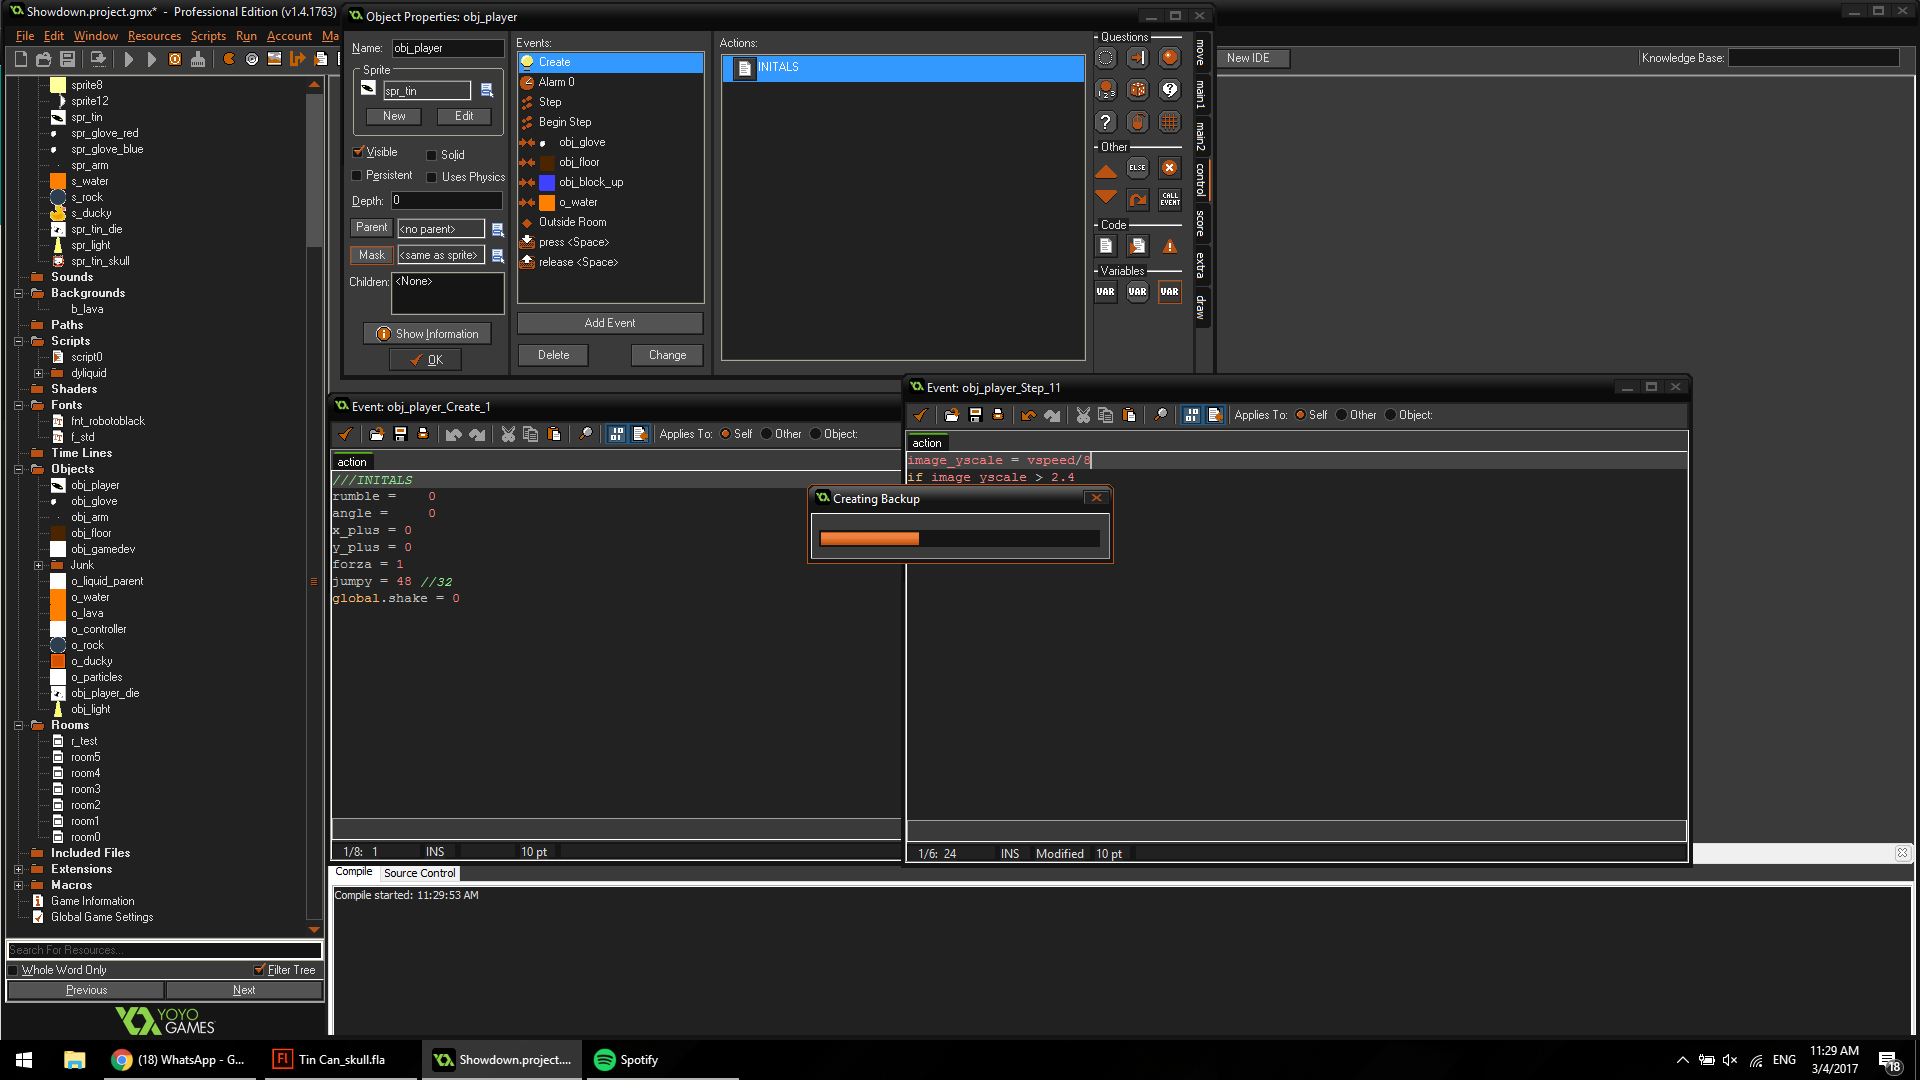 Showdown.project.gmx* - Professional Edition (v1.4.1763)
File Edit Window Resources Scripts Run Account Ma
sprite8
sprite12
spr_tin
spr_glove_red
spr_glove_blue
spr_arm
s_water
s_rock
s_ducky
spr_tin_die
spr_light
spr_tin_skull
Sounds
Backgrounds
b_lava
Paths
Scripts
script0
dyliquid
Shaders
Fonts
fnt_robotoblack
f_std
Time Lines
Objects
obj_player
obj_glove
obj_arm
obj_floor
obj_gamedev
Junk
o_liquid_parent
o_water
o_lava
o_controller
o_rock
o_ducky
o_particles
obj_player_die
obj_light
Rooms
r_test
room5
room4
room3
room2
room1
room0
Included Files
Extensions
Macros
Game Information
Global Game Settings
Search For Resources...
Whole Word Only
Filter Tree
Previous
Next
YOYO
GAMES
Object Properties: obj_player
Name: obj_player
Sprite
spr_tin
New
Edit
Visible
Solid
Persistent
Uses Physics
Depth: 0
Parent <no parent>
Mask <same as sprite>
Children: <None>
Show Information
OK
Events:
Create
Alarm 0
Step
Begin Step
obj_glove
obj_floor
obj_block_up
o_water
Outside Room
press <Space>
release <Space>
Add Event
Delete
Change
Actions:
INITALS
Questions
Other
ELSE
CALL EVENT
Code
Variables
VAR VAR VAR
move
main1
main2
control
score
extra
draw
New IDE
Knowledge Base:
Event: obj_player_Create_1
Applies To: Self Other Object:
action
///INITALS
rumble = 0
angle = 0
x_plus = 0
y_plus = 0
forza = 1
jumpy = 48 //32
global.shake = 0
1/8: 1 INS 10 pt
Event: obj_player_Step_11
Applies To: Self Other Object:
action
image_yscale = vspeed/8
if image_yscale > 2.4
1/6: 24 INS Modified 10 pt
Creating Backup
Compile
Source Control
Compile started: 11:29:53 AM
(18) WhatsApp - G...
Fl
Tin Can_skull.fla
Showdown.project....
Spotify
ENG
11:29 AM
3/4/2017
18